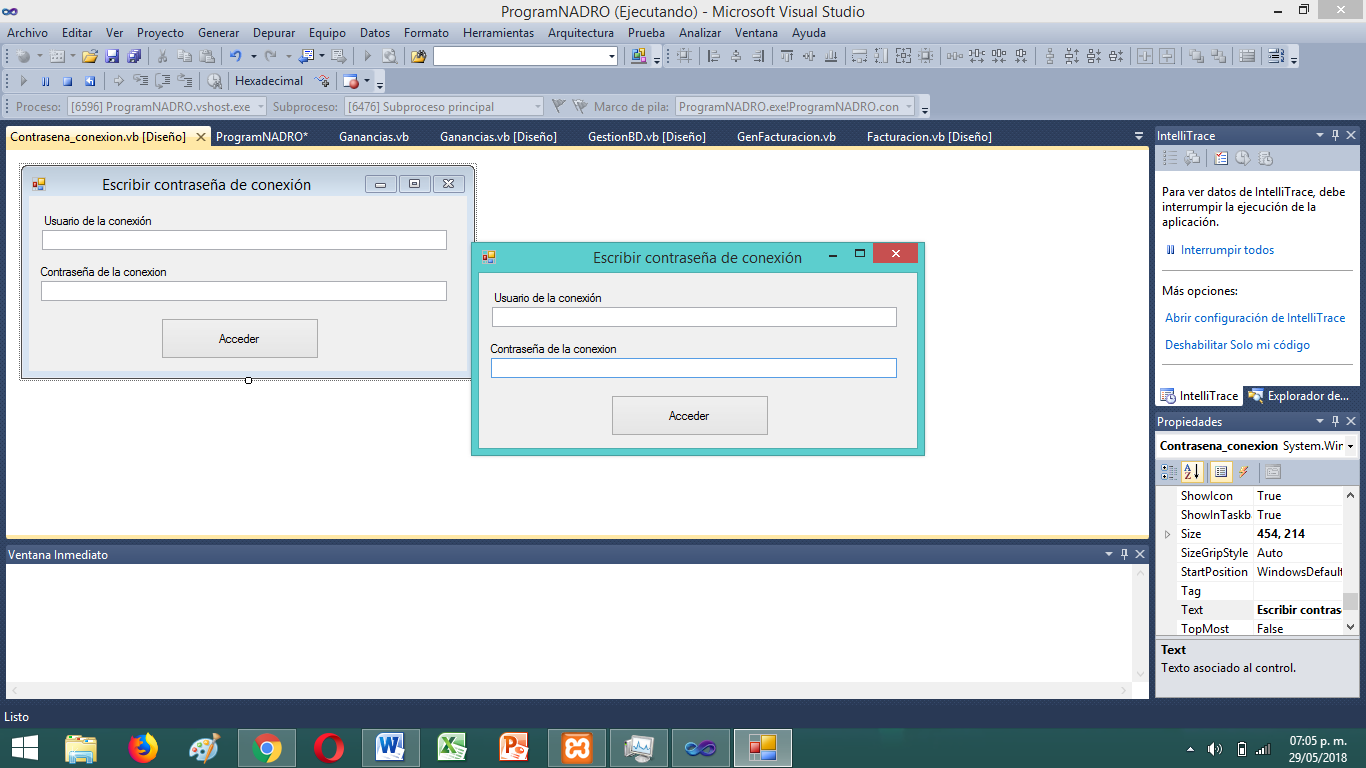 ProgramNADRO (Ejecutando) - Microsoft Visual Studio
Archivo Editar Ver Proyecto Generar Depurar Equipo Datos Formato Herramientas Arquitectura Prueba Analizar Ventana Ayuda
Hexadecimal
Proceso: [6596] ProgramNADRO.vshost.exe Subproceso: [6476] Subproceso principal Marco de pila: ProgramNADRO.exe!ProgramNADRO.con
Contrasena_conexion.vb [Diseño] ProgramNADRO* Ganancias.vb Ganancias.vb [Diseño] GestionBD.vb [Diseño] GenFacturacion.vb Facturacion.vb [Diseño]
Escribir contraseña de conexión
Usuario de la conexión
Contraseña de la conexion
Acceder
Escribir contraseña de conexión
Usuario de la conexión
Contraseña de la conexion
Acceder
IntelliTrace
Para ver datos de IntelliTrace, debe
interrumpir la ejecución de la
aplicación.
Interrumpir todos
Más opciones:
Abrir configuración de IntelliTrace
Deshabilitar Solo mi código
IntelliTrace Explorador de...
Propiedades
Contrasena_conexion System.Wir
A
Z
ShowIcon True
ShowInTaskb True
Size 454, 214
SizeGripStyle Auto
StartPosition WindowsDefault
Tag
Text Escribir contras
TopMost False
Text
Texto asociado al control.
Ventana Inmediato
Listo
07:05 p. m.
29/05/2018